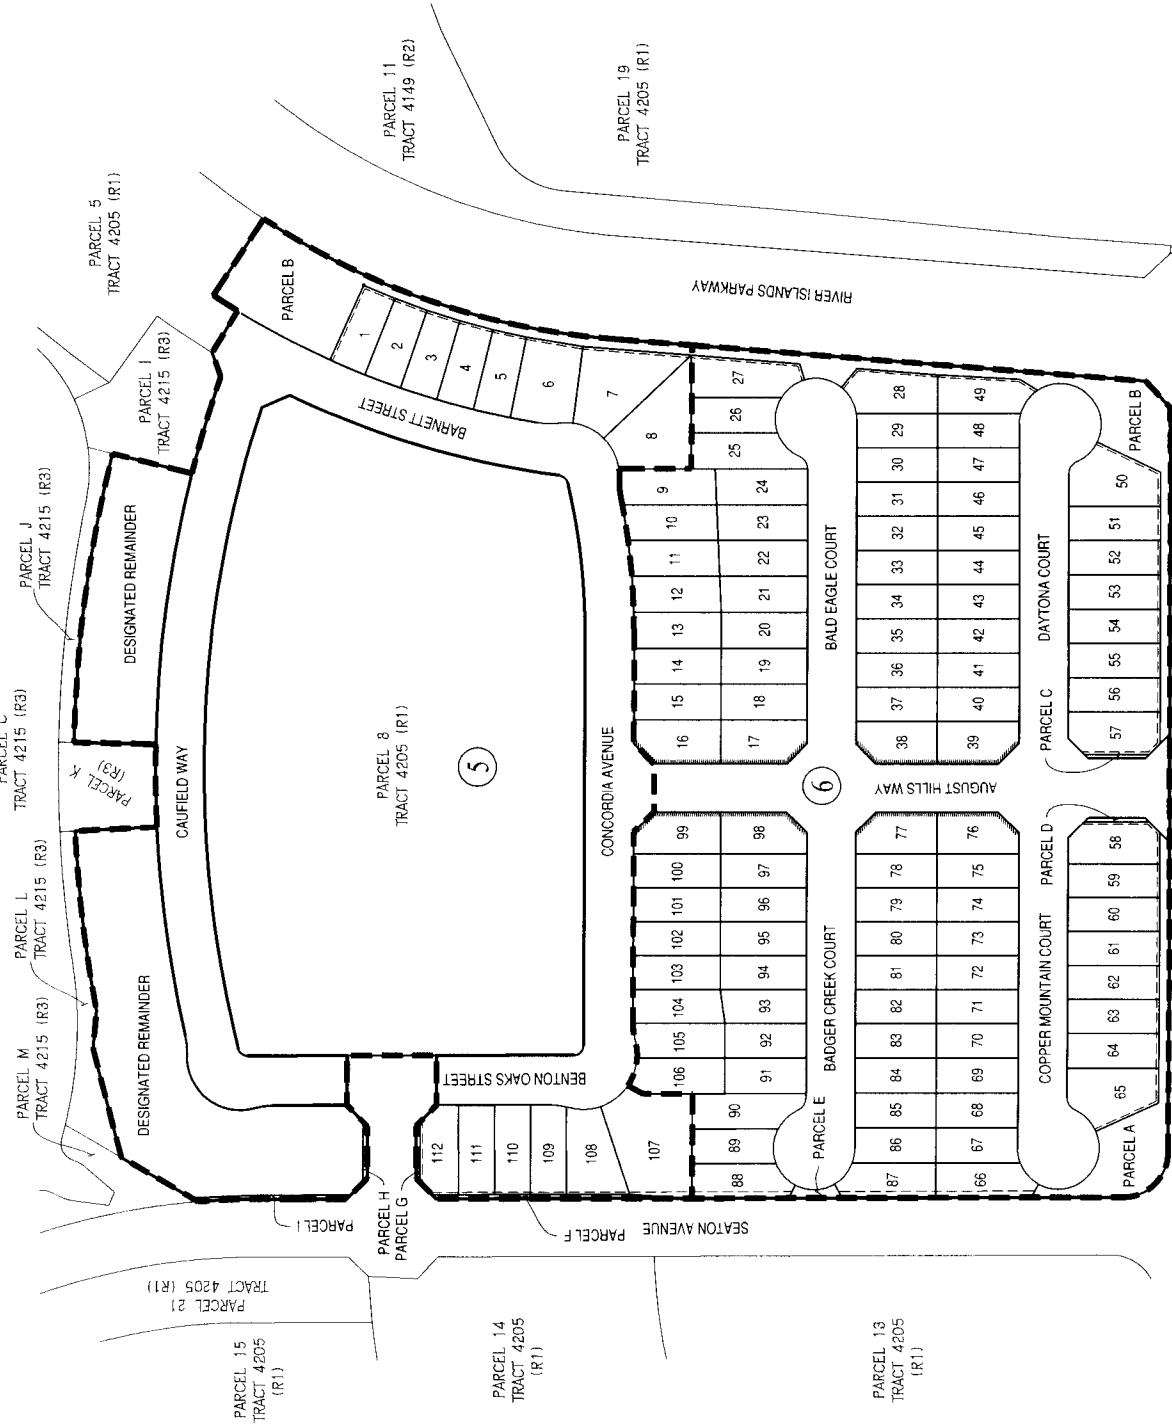 PARCEL 11
TRACT 4149 (R2)
PARCEL 19
TRACT 4205 (R1)
PARCEL 5
TRACT 4205 (R1)
PARCEL I
TRACT 4215 (R3)
PARCEL J
TRACT 4215 (R3)
TRACT 4215 (R3)
PARCEL K
(R3)
PARCEL L
TRACT 4215 (R3)
PARCEL M
TRACT 4215 (R3)
DESIGNATED REMAINDER
DESIGNATED REMAINDER
PARCEL B
RIVER ISLANDS PARKWAY
BARNETT STREET
CAUFIELD WAY
PARCEL 8
TRACT 4205 (R1)
5
CONCORDIA AVENUE
BENTON OAKS STREET
1
2
3
4
5
6
7
8
9
10
11
12
13
14
15
16
17
18
19
20
21
22
23
24
25
26
27
BALD EAGLE COURT
28
29
30
31
32
33
34
35
36
37
38
39
40
41
42
43
44
45
46
47
48
49
DAYTONA COURT
PARCEL B
50
51
52
53
54
55
56
57
PARCEL C
6
AUGUST HILLS WAY
PARCEL D
58
59
60
61
62
63
64
65
PARCEL A
COPPER MOUNTAIN COURT
66
67
68
69
70
71
72
73
74
75
76
77
78
79
80
81
82
83
84
85
86
87
PARCEL E
BADGER CREEK COURT
88
89
90
91
92
93
94
95
96
97
98
99
100
101
102
103
104
105
106
107
108
109
110
111
112
PARCEL F
SEATON AVENUE
PARCEL G
PARCEL H
PARCEL I
PARCEL 21
TRACT 4205 (R1)
PARCEL 15
TRACT 4205
(R1)
PARCEL 14
TRACT 4205
(R1)
PARCEL 13
TRACT 4205
(R1)